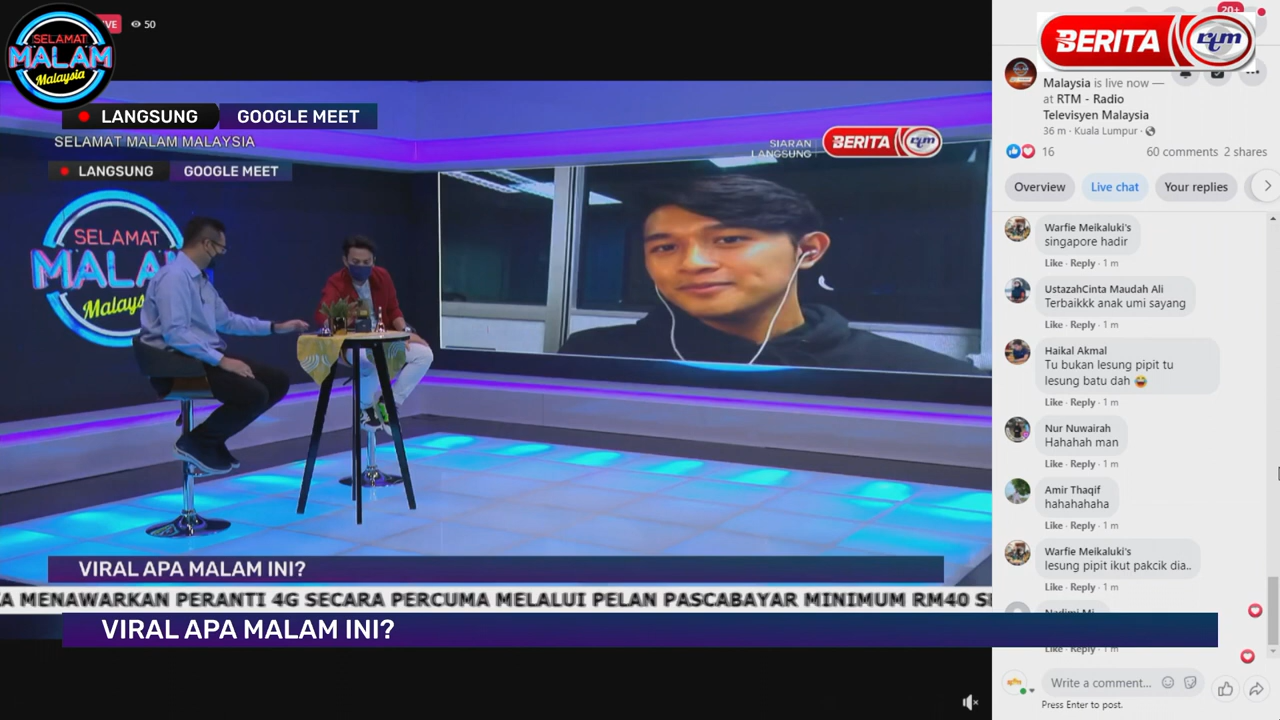 SELAMAT
MALAM
Malaysia
50
LANGSUNG
GOOGLE MEET
SELAMAT MALAM MALAYSIA
LANGSUNG
GOOGLE MEET
SIARAN
LANGSUNG
BERITA
rtm
SELAMAT
Malays
VIRAL APA MALAM INI?
MENAWARKAN PERANTI 4G SECARA PERCUMA MELALUI PELAN PASCABAYAR MINIMUM RM40
VIRAL APA MALAM INI?
20+
BERITA
rtm
Malaysia is live now —
at RTM - Radio
Televisyen Malaysia
36 m · Kuala Lumpur ·
16
60 comments 2 shares
Overview
Live chat
Your replies
Warfie Meikaluki's
singapore hadir
Like · Reply · 1 m
UstazahCinta Maudah Ali
Terbaikkk anak umi sayang
Like · Reply · 1 m
Haikal Akmal
Tu bukan lesung pipit tu
lesung batu dah 😂
Like · Reply · 1 m
Nur Nuwairah
Hahahah man
Like · Reply · 1 m
Amir Thaqif
hahahahaha
Like · Reply · 1 m
Warfie Meikaluki's
lesung pipit ikut pakcik dia..
Like · Reply · 1 m
Like · Reply · 1 m
Write a comment...
Press Enter to post.